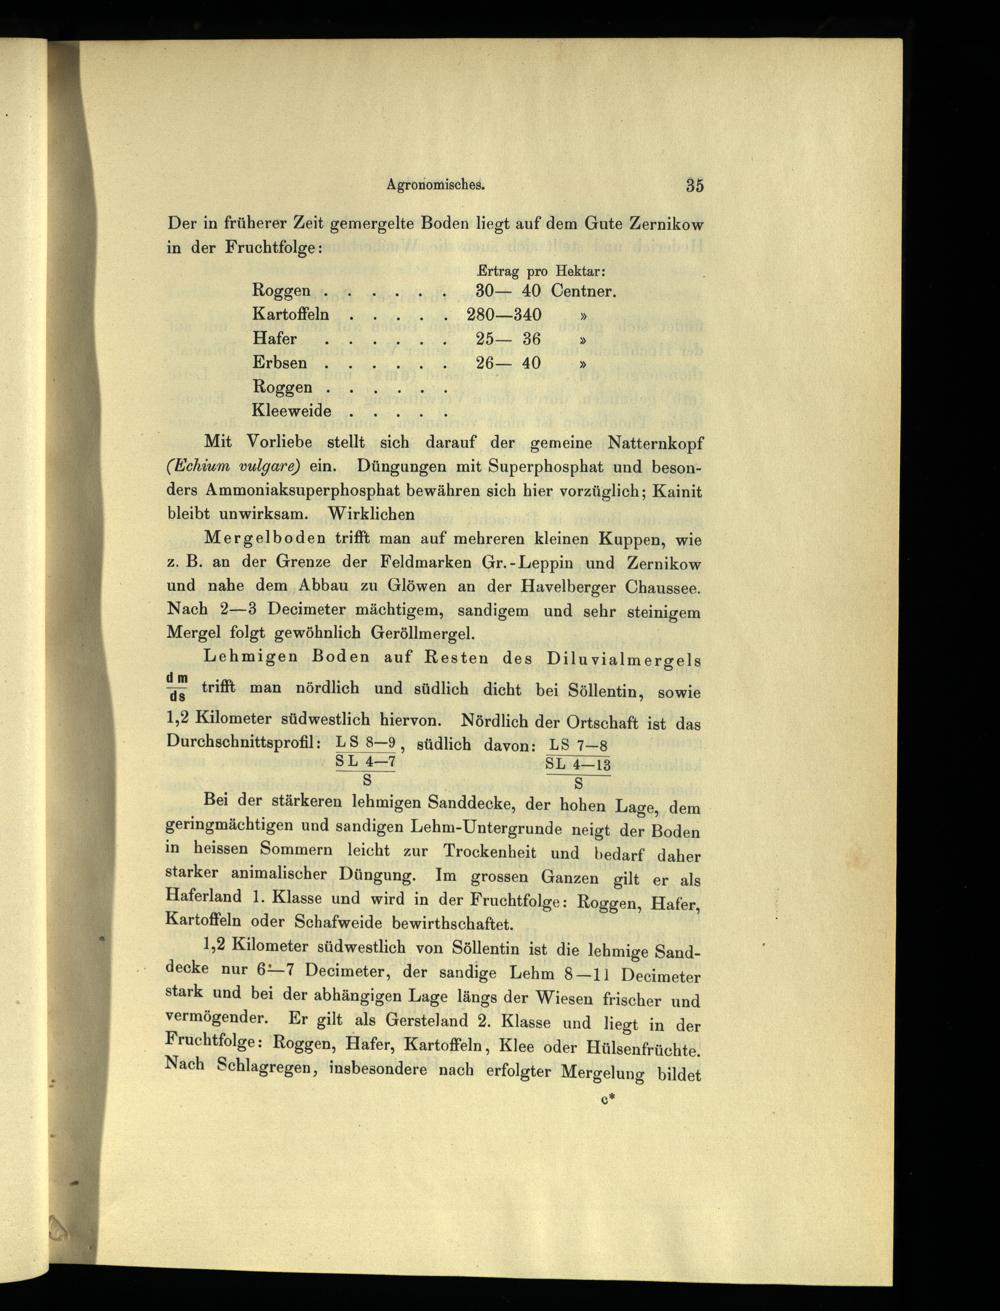 Agronomisches. 35
Der in früherer Zeit gemergelte Boden liegt auf dem Gute Zernikow
in der Fruchtfolge:
Ertrag pro Hektar:
Roggen . . . . . . 30— 40 Centner.
Kartoffeln . . . . . 280—340 »
Hafer . . . . . . 25— 36 »
Erbsen . . . . . . 26— 40 »
Roggen . . . . . .
Kleeweide . . . . .
Mit Vorliebe stellt sich darauf der gemeine Natternkopf
(Echium vulgare) ein. Düngungen mit Superphosphat und beson-
ders Ammoniaksuperphosphat bewähren sich hier vorzüglich; Kainit
bleibt unwirksam. Wirklichen
Mergelboden trifft man auf mehreren kleinen Kuppen, wie
z. B. an der Grenze der Feldmarken Gr.-Leppin und Zernikow
und nahe dem Abbau zu Glöwen an der Havelberger Chaussee.
Nach 2—3 Decimeter mächtigem, sandigem und sehr steinigem
Mergel folgt gewöhnlich Geröllmergel.
Lehmigen Boden auf Resten des Diluvialmergels
dm
ds trifft man nördlich und südlich dicht bei Söllentin, sowie
1,2 Kilometer südwestlich hiervon. Nördlich der Ortschaft ist das
Durchschnittsprofil: LS 8—9, südlich davon: LS 7—8
SL 4—7 SL 4—13
S S
Bei der stärkeren lehmigen Sanddecke, der hohen Lage, dem
geringmächtigen und sandigen Lehm-Untergrunde neigt der Boden
in heissen Sommern leicht zur Trockenheit und bedarf daher
starker animalischer Düngung. Im grossen Ganzen gilt er als
Haferland 1. Klasse und wird in der Fruchtfolge: Roggen, Hafer,
Kartoffeln oder Schafweide bewirthschaftet.
1,2 Kilometer südwestlich von Söllentin ist die lehmige Sand-
decke nur 6—7 Decimeter, der sandige Lehm 8—11 Decimeter
stark und bei der abhängigen Lage längs der Wiesen frischer und
vermögender. Er gilt als Gersteland 2. Klasse und liegt in der
Fruchtfolge: Roggen, Hafer, Kartoffeln, Klee oder Hülsenfrüchte.
Nach Schlagregen, insbesondere nach erfolgter Mergelung bildet
c*